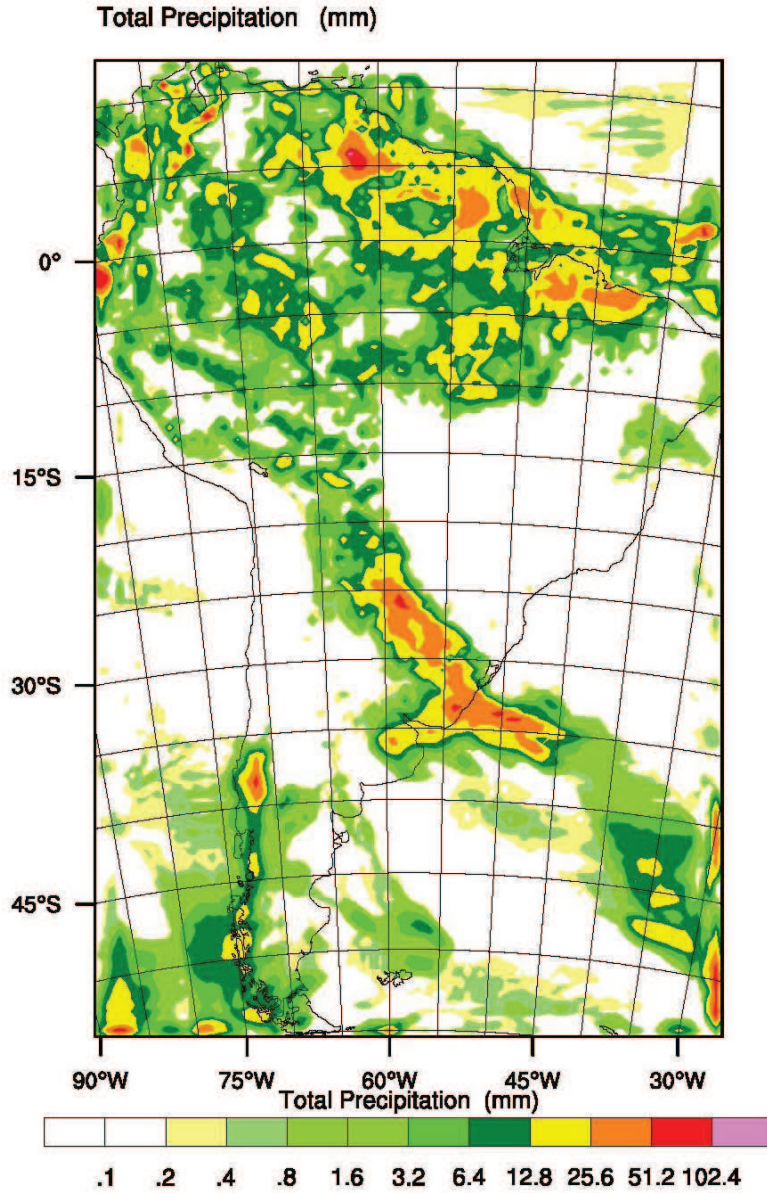 Total Precipitation (mm)
0°
15°S
30°S
45°S
90°W 75°W 60°W 45°W 30°W
Total Precipitation (mm)
.1 .2 .4 .8 1.6 3.2 6.4 12.8 25.6 51.2 102.4